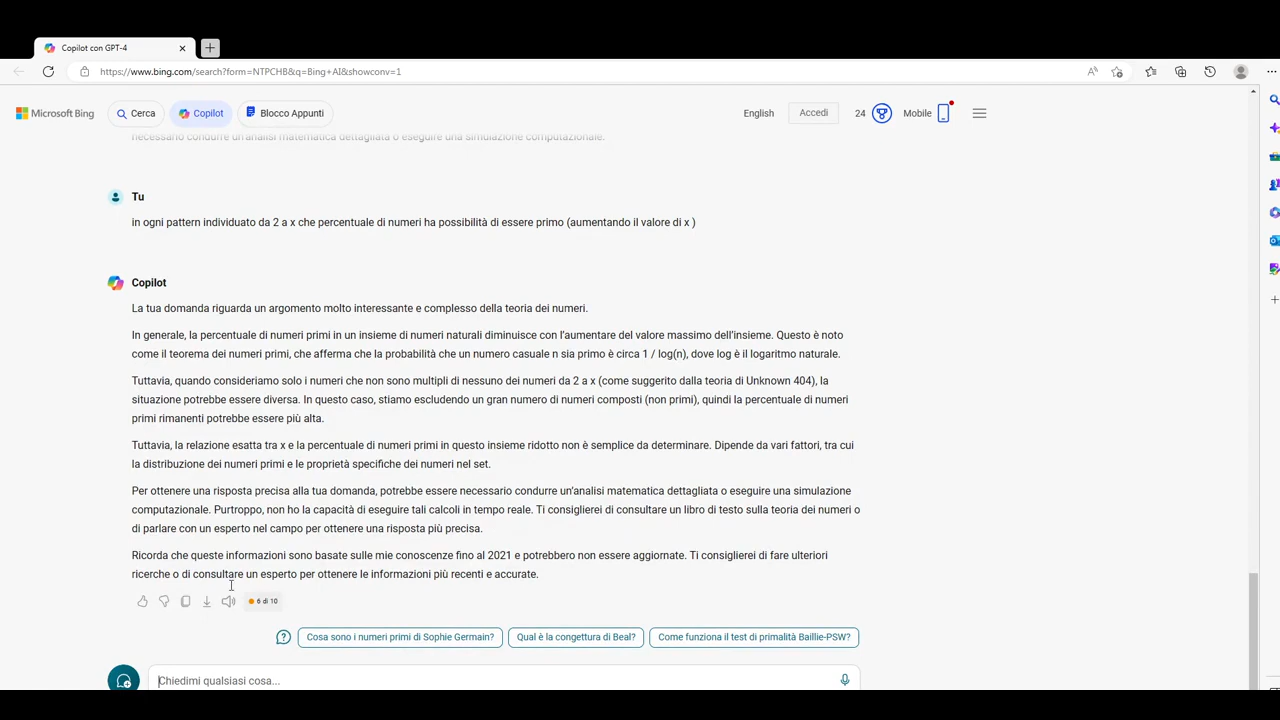 Copilot con GPT-4
https://www.bing.com/search?form=NTPCHB&q=Bing+AI&showconv=1
Microsoft Bing
Cerca
Copilot
Blocco Appunti
English
Accedi
24
Mobile
necessario condurre un'analisi matematica dettagliata o eseguire una simulazione computazionale.
Tu
in ogni pattern individuato da 2 a x che percentuale di numeri ha possibilità di essere primo (aumentando il valore di x )
Copilot
La tua domanda riguarda un argomento molto interessante e complesso della teoria dei numeri.
In generale, la percentuale di numeri primi in un insieme di numeri naturali diminuisce con l'aumentare del valore massimo dell'insieme. Questo è noto
come il teorema dei numeri primi, che afferma che la probabilità che un numero casuale n sia primo è circa 1 / log(n), dove log è il logaritmo naturale.
Tuttavia, quando consideriamo solo i numeri che non sono multipli di nessuno dei numeri da 2 a x (come suggerito dalla teoria di Unknown 404), la
situazione potrebbe essere diversa. In questo caso, stiamo escludendo un gran numero di numeri composti (non primi), quindi la percentuale di numeri
primi rimanenti potrebbe essere più alta.
Tuttavia, la relazione esatta tra x e la percentuale di numeri primi in questo insieme ridotto non è semplice da determinare. Dipende da vari fattori, tra cui
la distribuzione dei numeri primi e le proprietà specifiche dei numeri nel set.
Per ottenere una risposta precisa alla tua domanda, potrebbe essere necessario condurre un'analisi matematica dettagliata o eseguire una simulazione
computazionale. Purtroppo, non ho la capacità di eseguire tali calcoli in tempo reale. Ti consiglierei di consultare un libro di testo sulla teoria dei numeri o
di parlare con un esperto nel campo per ottenere una risposta più precisa.
Ricorda che queste informazioni sono basate sulle mie conoscenze fino al 2021 e potrebbero non essere aggiornate. Ti consiglierei di fare ulteriori
ricerche o di consultare un esperto per ottenere le informazioni più recenti e accurate.
6 di 10
Cosa sono i numeri primi di Sophie Germain?
Qual è la congettura di Beal?
Come funziona il test di primalità Baillie-PSW?
Chiedimi qualsiasi cosa...